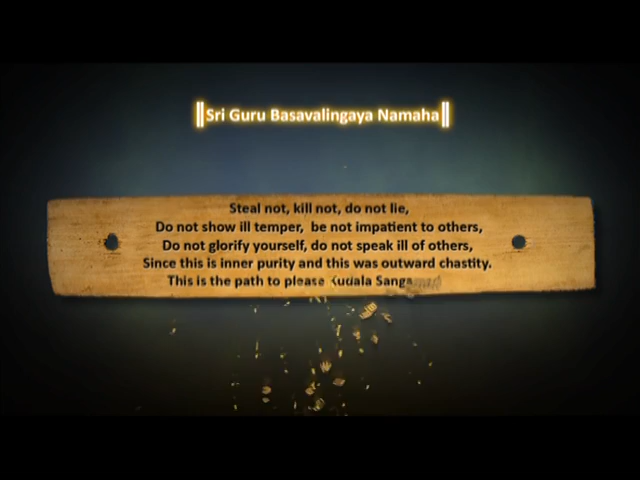 ||Sri Guru Basavalingaya Namaha||
Steal not, kill not, do not lie,
Do not show ill temper, be not impatient to others,
Do not glorify yourself, do not speak ill of others,
Since this is inner purity and this was outward chastity.
This is the path to please Kudala Sanga